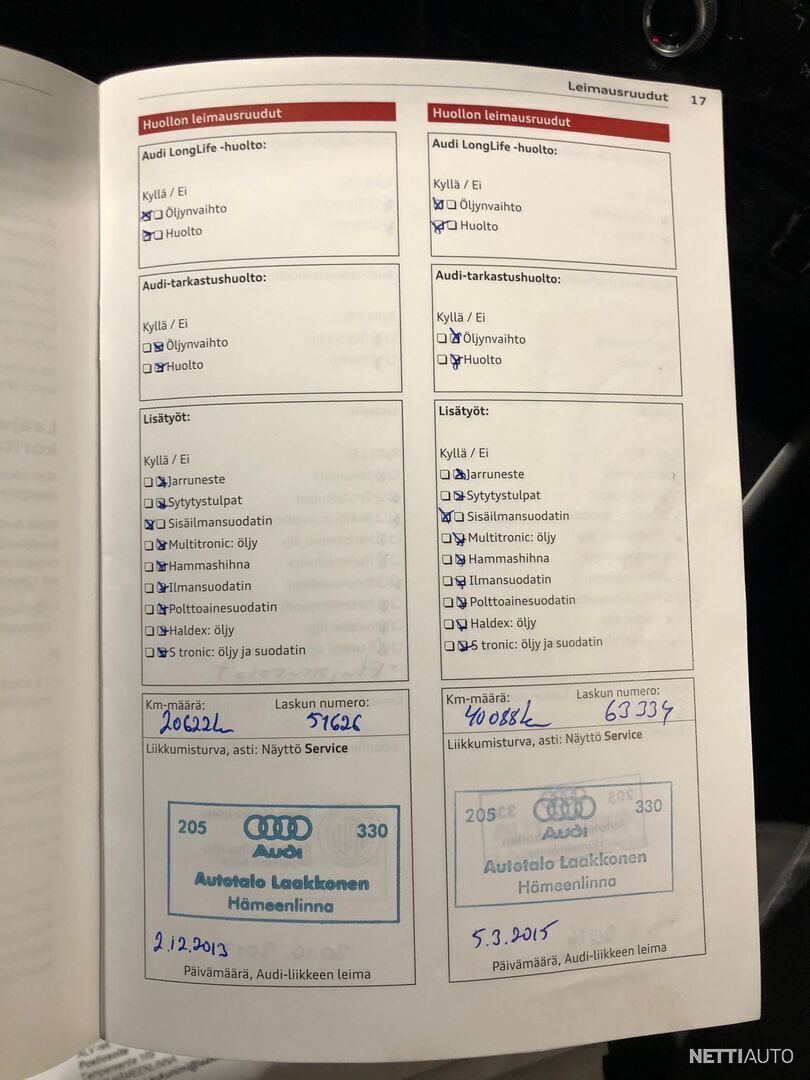 Leimausruudut 17
Huollon leimausruudut
Audi LongLife -huolto:
Kyllä / Ei
Öljynvaihto
Huolto
Audi-tarkastushuolto:
Kyllä / Ei
Öljynvaihto
Huolto
Lisätyöt:
Kyllä / Ei
Jarruneste
Sytytystulpat
Sisäilmansuodatin
Multitronic: öljy
Hammashihna
Ilmansuodatin
Polttoainesuodatin
Haldex: öljy
S tronic: öljy ja suodatin
Km-määrä: Laskun numero:
20622k 51626
Liikkumisturva, asti: Näyttö Service
205 330
Audi
Autotalo Laakkonen
Hämeenlinna
2.12.2013
Päivämäärä, Audi-liikkeen leima
Huollon leimausruudut
Audi LongLife -huolto:
Kyllä / Ei
Öljynvaihto
Huolto
Audi-tarkastushuolto:
Kyllä / Ei
Öljynvaihto
Huolto
Lisätyöt:
Kyllä / Ei
Jarruneste
Sytytystulpat
Sisäilmansuodatin
Multitronic: öljy
Hammashihna
Ilmansuodatin
Polttoainesuodatin
Haldex: öljy
S tronic: öljy ja suodatin
Km-määrä: Laskun numero:
40088k 63334
Liikkumisturva, asti: Näyttö Service
205 330
Audi
Autotalo Laakkonen
Hämeenlinna
5.3.2015
Päivämäärä, Audi-liikkeen leima
NETTIAUTO